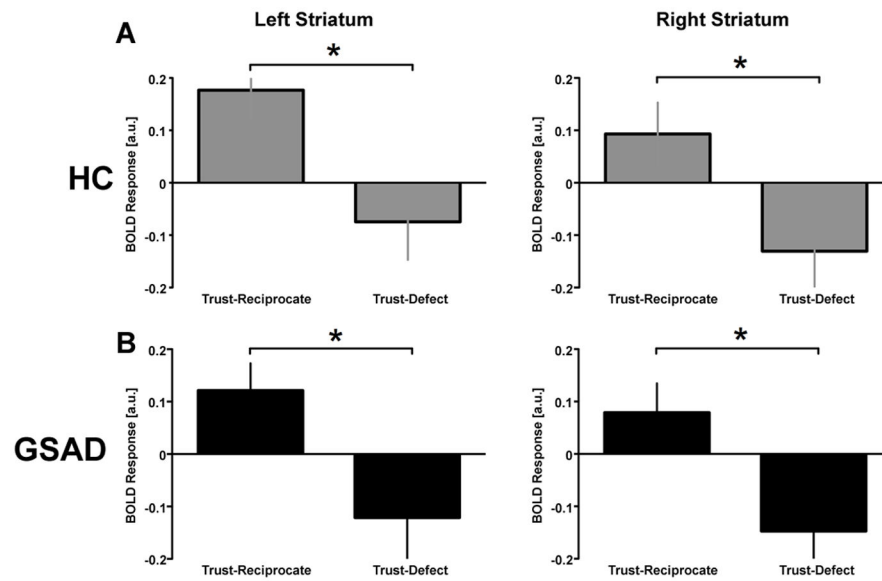 Left Striatum
Right Striatum
A
HC
*
0.2
0.1
0
-0.1
-0.2
BOLD Response [a.u.]
Trust-Reciprocate
Trust-Defect
*
0.2
0.1
0
-0.1
-0.2
BOLD Response [a.u.]
Trust-Reciprocate
Trust-Defect
B
GSAD
*
0.2
0.1
0
-0.1
-0.2
BOLD Response [a.u.]
Trust-Reciprocate
Trust-Defect
*
0.2
0.1
0
-0.1
-0.2
BOLD Response [a.u.]
Trust-Reciprocate
Trust-Defect